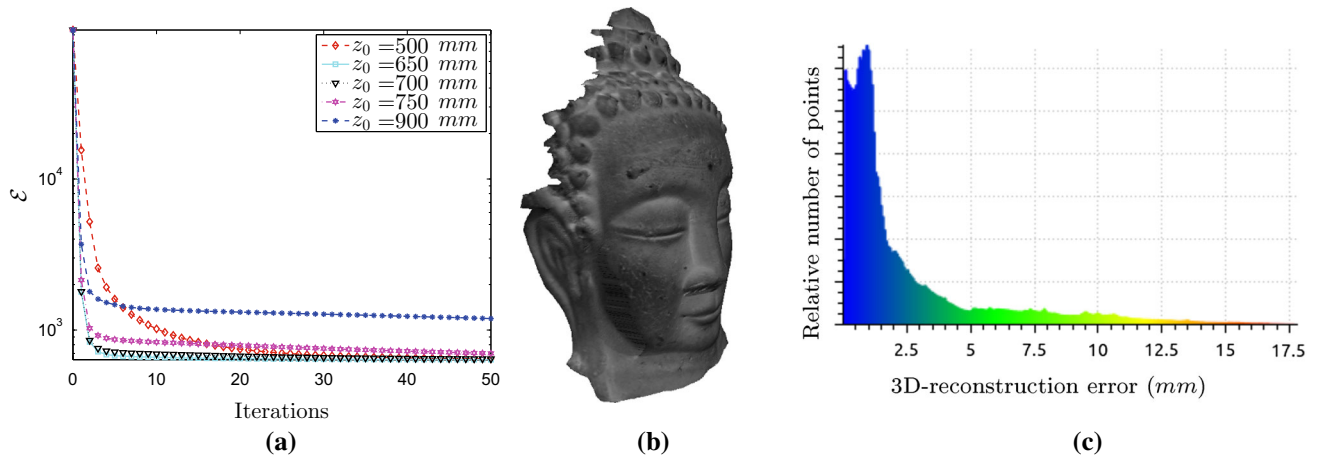 z₀ =500 mm
z₀ =650 mm
z₀ =700 mm
z₀ =750 mm
z₀ =900 mm
10⁴
ℰ
10³
0 10 20 30 40 50
Iterations
(a)
(b)
Relative number of points
2.5 5 7.5 10 12.5 15 17.5
3D-reconstruction error (mm)
(c)